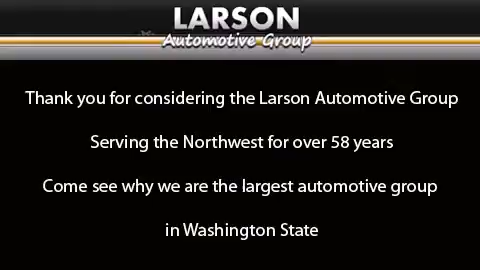 LARSON
Automotive Group
Thank you for considering the Larson Automotive Group
Serving the Northwest for over 58 years
Come see why we are the largest automotive group
in Washington State